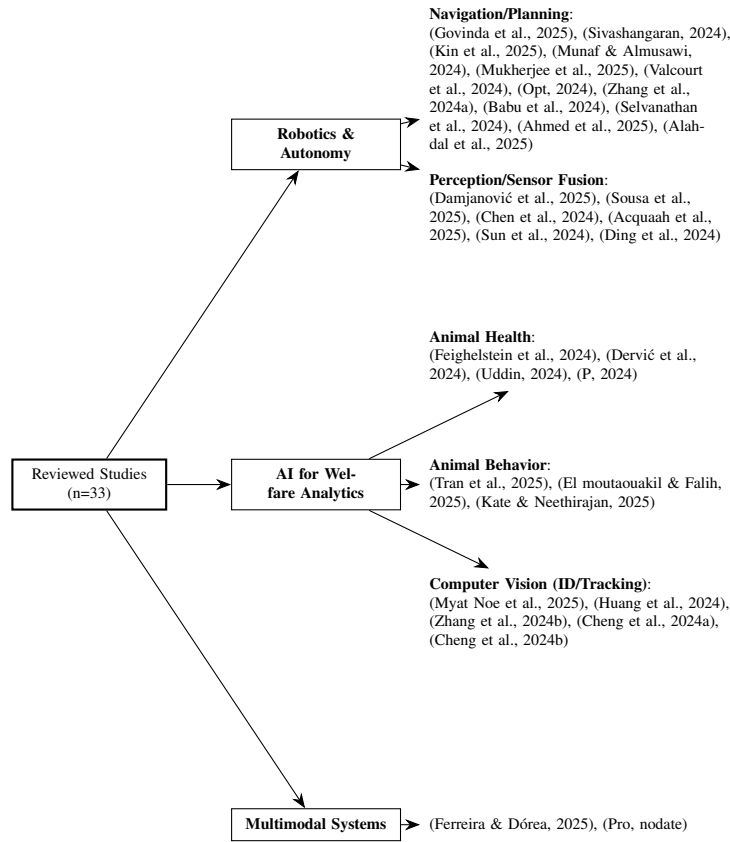 Navigation/Planning:
(Govinda et al., 2025), (Sivashangaran, 2024),
(Kin et al., 2025), (Munaf & Almusawi,
2024), (Mukherjee et al., 2025), (Valcourt
et al., 2024), (Opt, 2024), (Zhang et al.,
2024a), (Babu et al., 2024), (Selvanathan
et al., 2024), (Ahmed et al., 2025), (Alah-
dal et al., 2025)
Robotics &
Autonomy
Perception/Sensor Fusion:
(Damjanović et al., 2025), (Sousa et al.,
2025), (Chen et al., 2024), (Acquaah et al.,
2025), (Sun et al., 2024), (Ding et al., 2024)
Animal Health:
(Feighelstein et al., 2024), (Dervić et al.,
2024), (Uddin, 2024), (P, 2024)
Reviewed Studies
(n=33)
AI for Wel-
fare Analytics
Animal Behavior:
(Tran et al., 2025), (El moutaouakil & Falih,
2025), (Kate & Neethirajan, 2025)
Computer Vision (ID/Tracking):
(Myat Noe et al., 2025), (Huang et al., 2024),
(Zhang et al., 2024b), (Cheng et al., 2024a),
(Cheng et al., 2024b)
Multimodal Systems
(Ferreira & Dórea, 2025), (Pro, nodate)